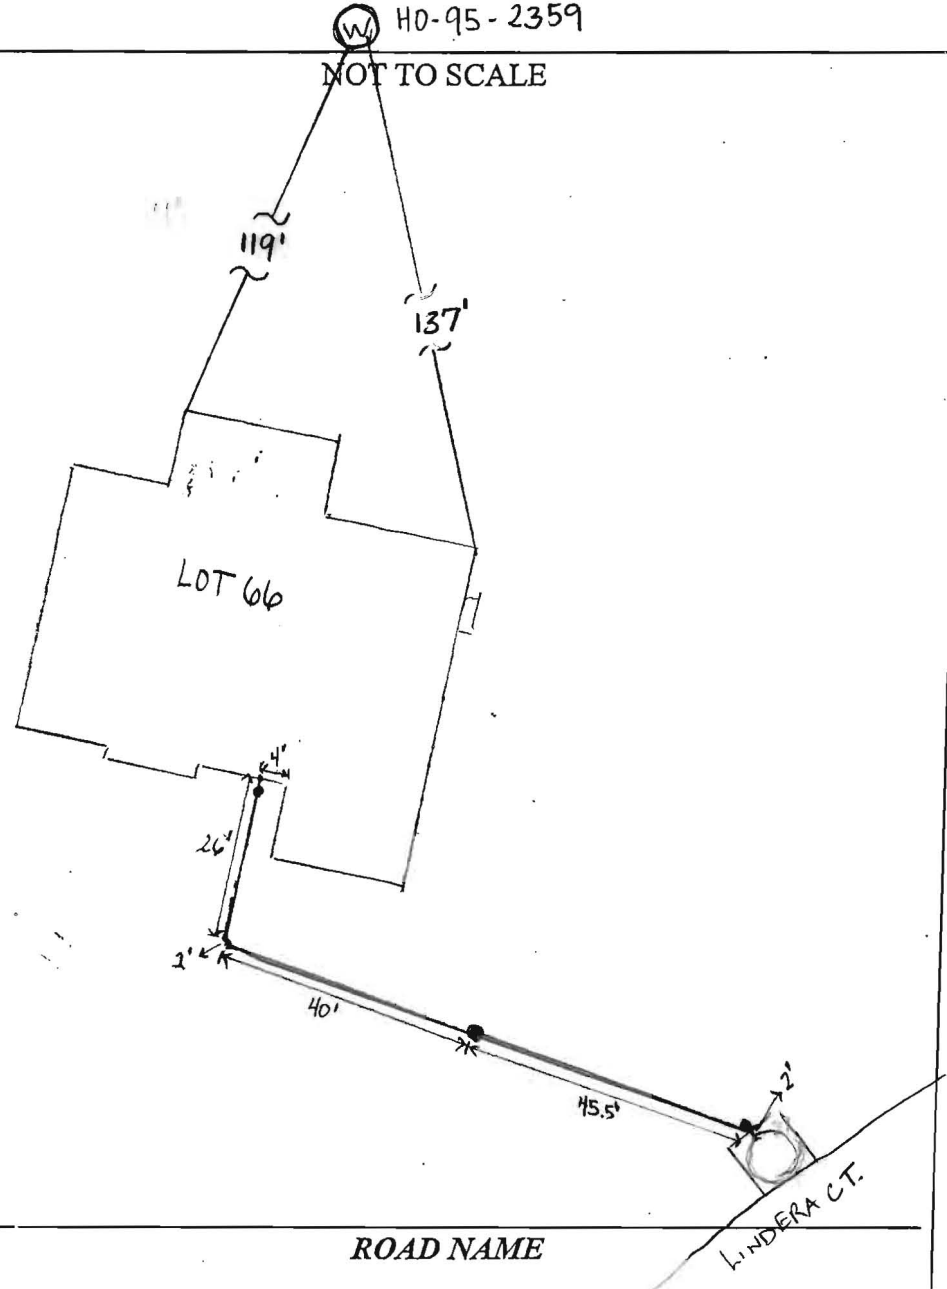 W HO-95-2359
NOT TO SCALE
119'
137'
LOT 66
4'
26'
2'
40'
45.5'
2'
LINDERA CT.
ROAD NAME